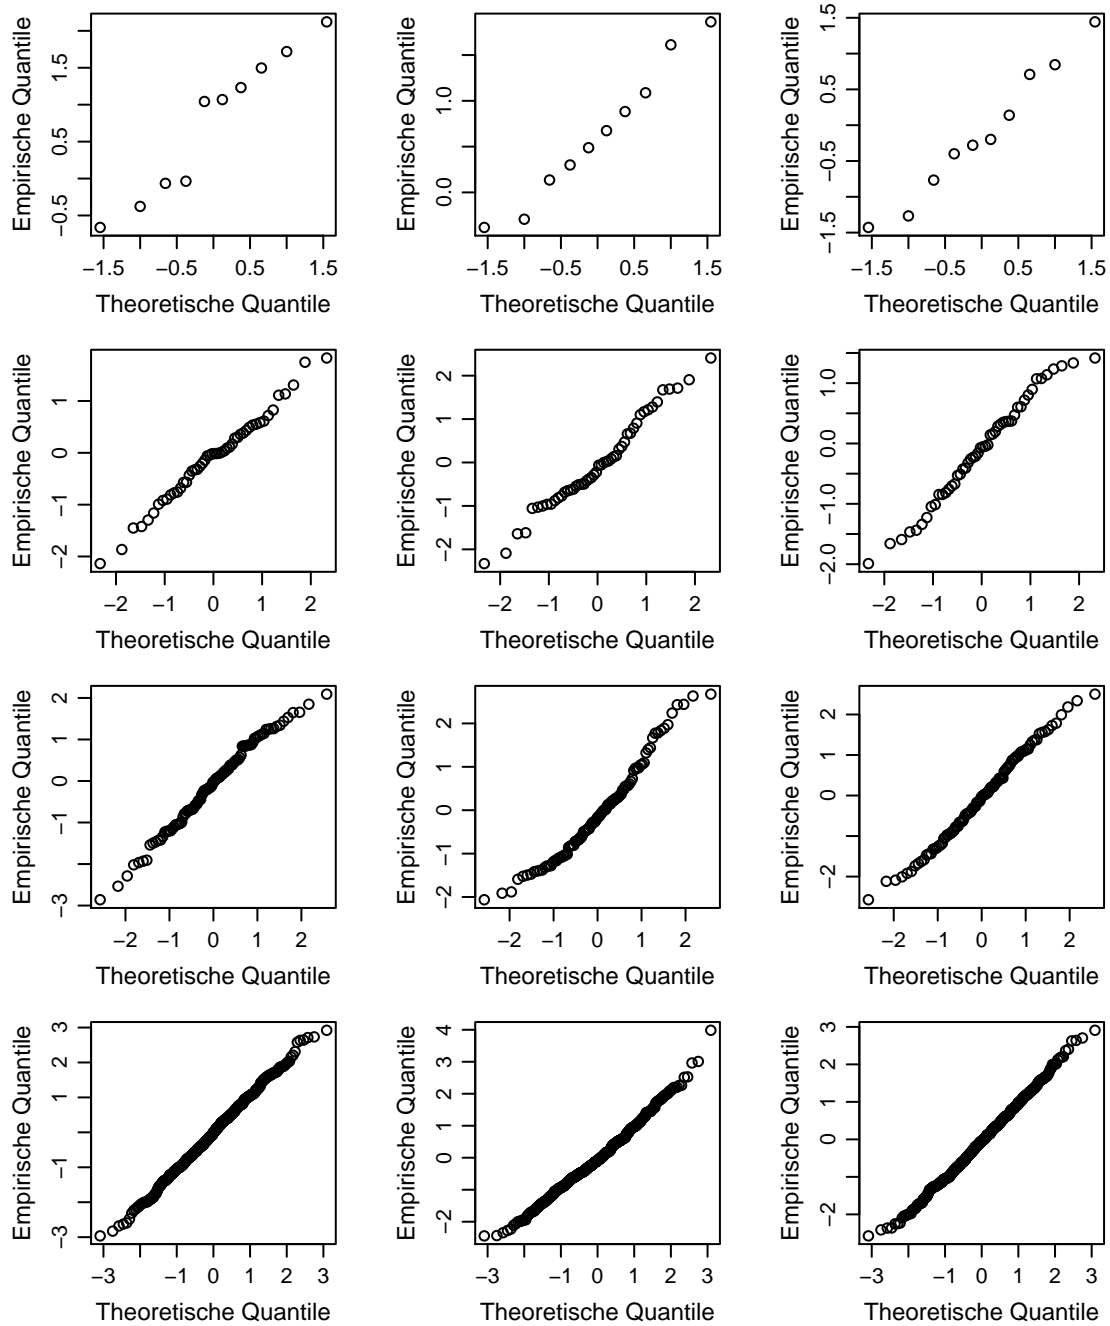 Empirische Quantile
−0.5 0.5 1.5
−1.5 −0.5 0.5 1.5
Theoretische Quantile
Empirische Quantile
0.0 1.0
−1.5 −0.5 0.5 1.5
Theoretische Quantile
Empirische Quantile
−1.5 −0.5 0.5 1.5
−1.5 −0.5 0.5 1.5
Theoretische Quantile
Empirische Quantile
−2 −1 0 1
−2 −1 0 1 2
Theoretische Quantile
Empirische Quantile
−2 0 1 2
−2 −1 0 1 2
Theoretische Quantile
Empirische Quantile
−2.0 −1.0 0.0 1.0
−2 −1 0 1 2
Theoretische Quantile
Empirische Quantile
−3 −1 0 1 2
−2 −1 0 1 2
Theoretische Quantile
Empirische Quantile
−2 −1 0 1 2
−2 −1 0 1 2
Theoretische Quantile
Empirische Quantile
−2 0 1 2
−2 −1 0 1 2
Theoretische Quantile
Empirische Quantile
−3 −1 0 1 2 3
−3 −1 0 1 2 3
Theoretische Quantile
Empirische Quantile
−2 0 1 2 3 4
−3 −1 0 1 2 3
Theoretische Quantile
Empirische Quantile
−2 0 1 2 3
−3 −1 0 1 2 3
Theoretische Quantile